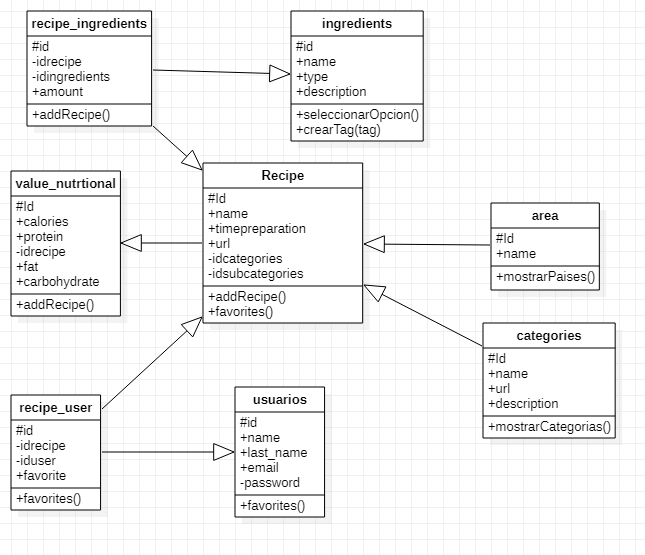 recipe_ingredients
#id
-idrecipe
-idingredients
+amount
+addRecipe()
ingredients
#id
+name
+type
+description
+seleccionarOpcion()
+crearTag(tag)
value_nutrtional
#Id
+calories
+protein
-idrecipe
+fat
+carbohydrate
+addRecipe()
Recipe
#Id
+name
+timepreparation
+url
-idcategories
-idsubcategories
+addRecipe()
+favorites()
area
#Id
+name
+mostrarPaises()
categories
#Id
+name
+url
+description
+mostrarCategorias()
recipe_user
#id
-idrecipe
-iduser
+favorite
+favorites()
usuarios
#id
+name
+last_name
+email
-password
+favorites()